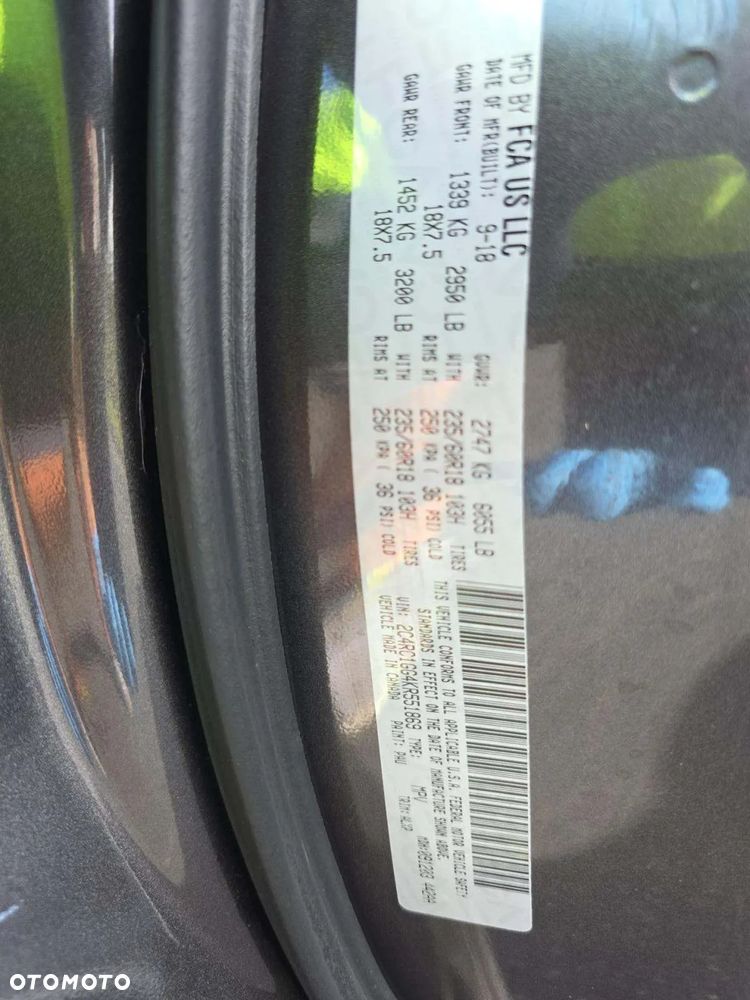 MFD BY FCA US LLC
DATE OF MFR(BUILT): 9-18
GVWR: 2747 KG 6055 LB
GAWR FRONT: 1339 KG 2950 LB WITH 235/60R18 103H TIRES
18X7.5 RIMS AT 250 KPA ( 36 PSI) COLD
GAWR REAR: 1452 KG 3200 LB WITH 235/60R18 103H TIRES
18X7.5 RIMS AT 250 KPA ( 36 PSI) COLD
THIS VEHICLE CONFORMS TO ALL APPLICABLE U.S.A. FEDERAL MOTOR VEHICLE SAFETY
STANDARDS IN EFFECT ON THE DATE OF MANUFACTURE SHOWN ABOVE.
VIN: TYPE: MPV MDH:
VEHICLE MADE IN CANADA PAINT: PAU TRIM:
OTOMOTO